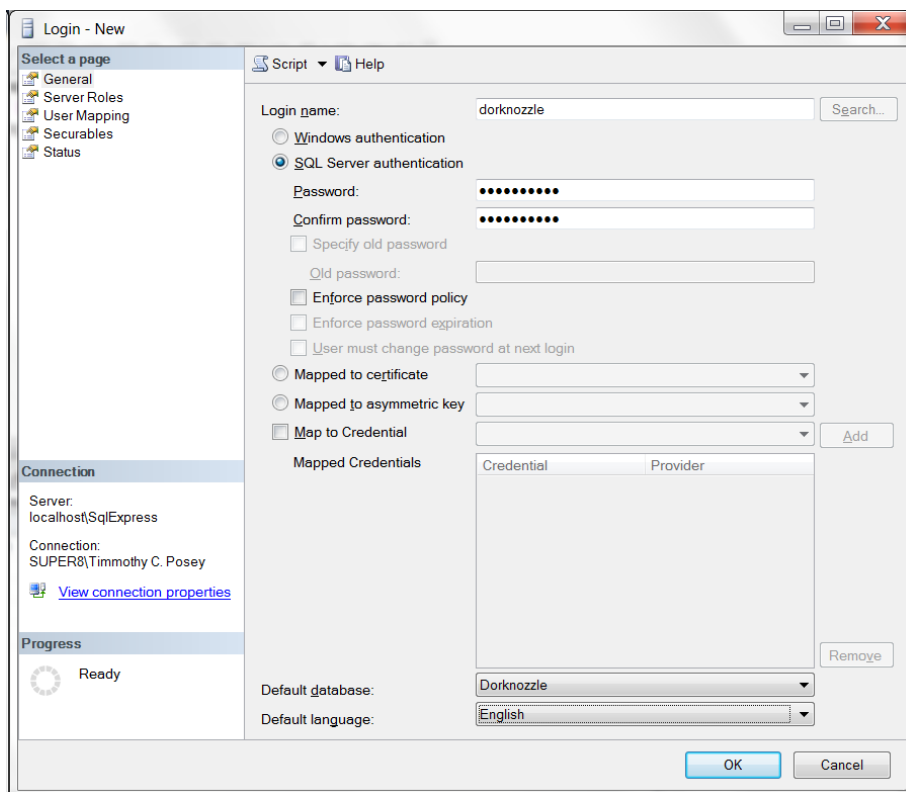 Login - New
Select a page
General
Server Roles
User Mapping
Securables
Status
Script Help
Login name: dorknozzle Search...
Windows authentication
SQL Server authentication
Password: ••••••••••
Confirm password: ••••••••••
Specify old password
Old password:
Enforce password policy
Enforce password expiration
User must change password at next login
Mapped to certificate
Mapped to asymmetric key
Map to Credential Add
Mapped Credentials Credential Provider
Remove
Default database: Dorknozzle
Default language: English
Connection
Server:
localhost\SqlExpress
Connection:
SUPER8\Timmothy C. Posey
View connection properties
Progress
Ready
OK Cancel